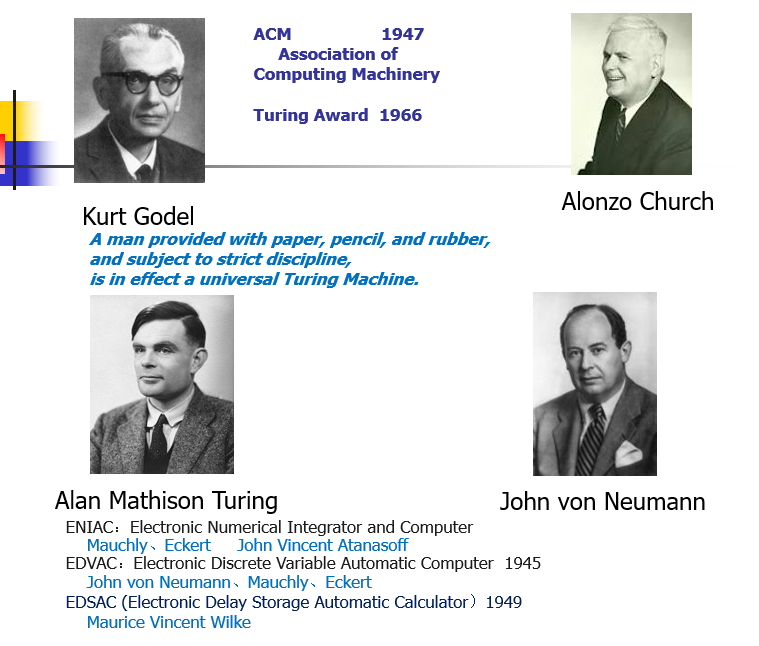 ACM 1947
Association of
Computing Machinery
Turing Award 1966
Kurt Godel
Alonzo Church
A man provided with paper, pencil, and rubber,
and subject to strict discipline,
is in effect a universal Turing Machine.
Alan Mathison Turing
John von Neumann
ENIAC：Electronic Numerical Integrator and Computer
Mauchly、Eckert John Vincent Atanasoff
EDVAC：Electronic Discrete Variable Automatic Computer 1945
John von Neumann、Mauchly、Eckert
EDSAC (Electronic Delay Storage Automatic Calculator）1949
Maurice Vincent Wilke